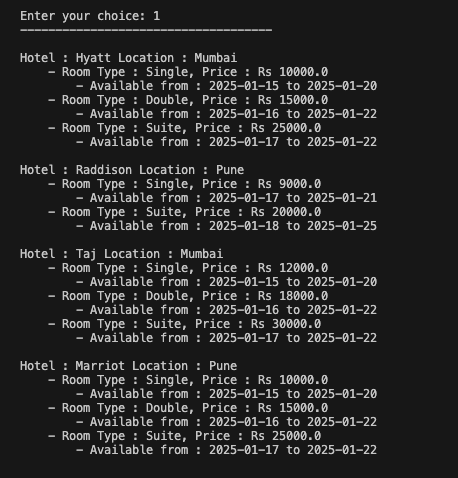 Enter your choice: 1
------------------------------------
Hotel : Hyatt Location : Mumbai
- Room Type : Single, Price : Rs 10000.0
- Available from : 2025-01-15 to 2025-01-20
- Room Type : Double, Price : Rs 15000.0
- Available from : 2025-01-16 to 2025-01-22
- Room Type : Suite, Price : Rs 25000.0
- Available from : 2025-01-17 to 2025-01-22
Hotel : Raddison Location : Pune
- Room Type : Single, Price : Rs 9000.0
- Available from : 2025-01-17 to 2025-01-21
- Room Type : Suite, Price : Rs 20000.0
- Available from : 2025-01-18 to 2025-01-25
Hotel : Taj Location : Mumbai
- Room Type : Single, Price : Rs 12000.0
- Available from : 2025-01-15 to 2025-01-20
- Room Type : Double, Price : Rs 18000.0
- Available from : 2025-01-16 to 2025-01-22
- Room Type : Suite, Price : Rs 30000.0
- Available from : 2025-01-17 to 2025-01-22
Hotel : Marriot Location : Pune
- Room Type : Single, Price : Rs 10000.0
- Available from : 2025-01-15 to 2025-01-20
- Room Type : Double, Price : Rs 15000.0
- Available from : 2025-01-16 to 2025-01-22
- Room Type : Suite, Price : Rs 25000.0
- Available from : 2025-01-17 to 2025-01-22